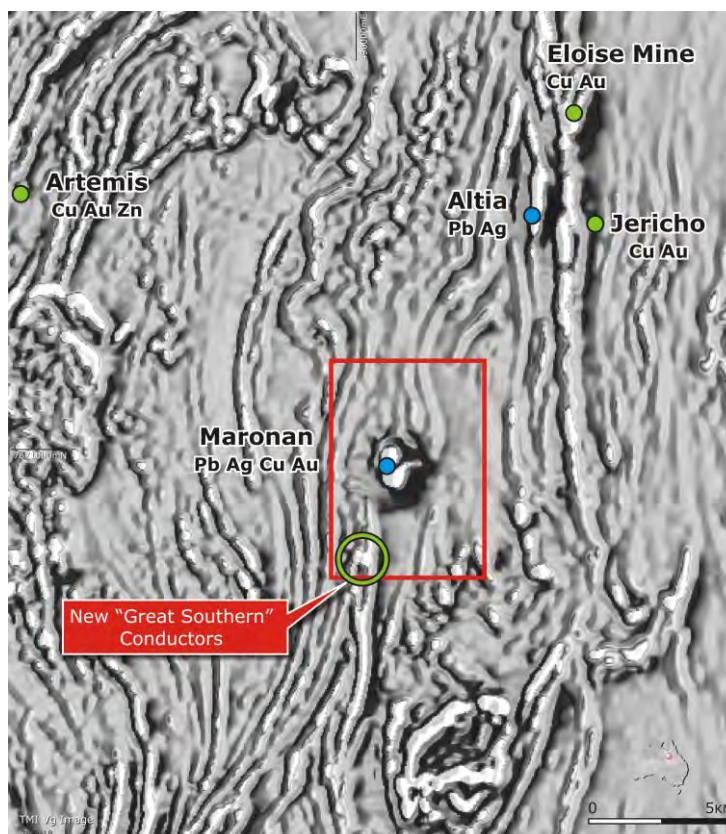 Eloise Mine
Cu Au
Artemis
Cu Au Zn
Altia
Pb Ag
Jericho
Cu Au
Maronan
Pb Ag Cu Au
New “Great Southern”
Conductors
TMI Vg Image
0 5K